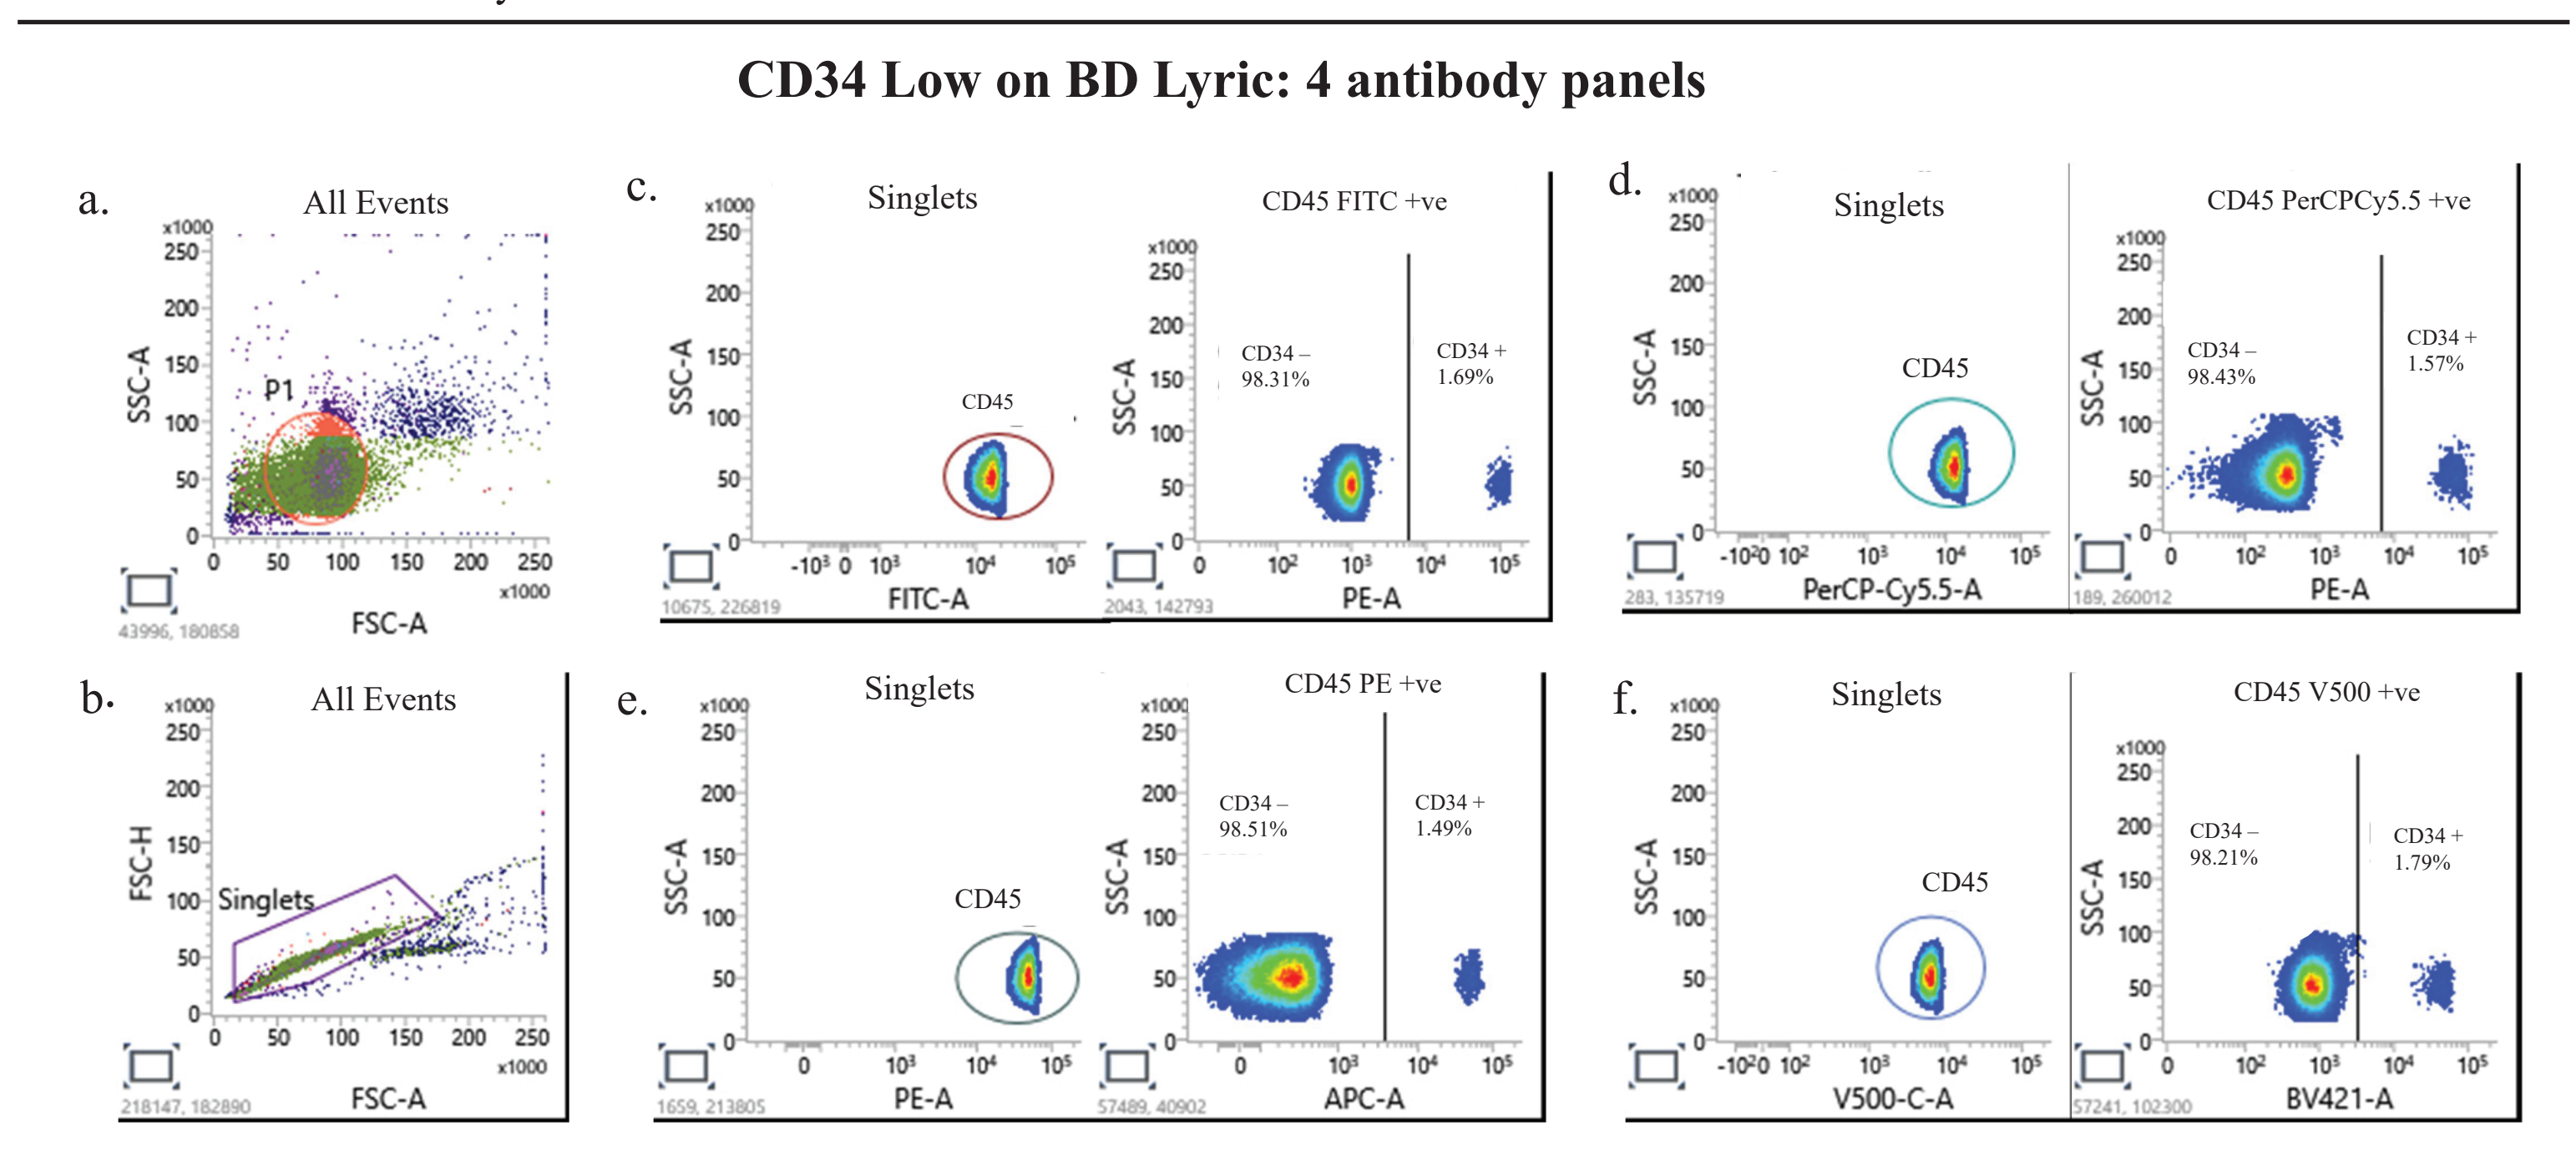 CD34 Low on BD Lyric: 4 antibody panels
a.
All Events
x1000
250
200
150
100
50
0
SSC-A
P1
0 50 100 150 200 250
x1000
FSC-A
43996, 180858
b.
All Events
x1000
250
200
150
100
50
0
FSC-H
Singlets
0 50 100 150 200 250
x1000
FSC-A
218147, 182890
c.
Singlets
x1000
250
200
150
100
50
0
SSC-A
CD45
-10³ 0 10³ 10⁴ 10⁵
FITC-A
10675, 226819
CD45 FITC +ve
x1000
250
200
150
100
50
0
SSC-A
CD34 –
98.31%
CD34 +
1.69%
0 10² 10³ 10⁴ 10⁵
PE-A
2043, 142793
d.
Singlets
x1000
250
200
150
100
50
0
SSC-A
CD45
-10²0 10² 10³ 10⁴ 10⁵
PerCP-Cy5.5-A
283, 135719
CD45 PerCPCy5.5 +ve
x1000
250
200
150
100
50
0
SSC-A
CD34 –
98.43%
CD34 +
1.57%
0 10² 10³ 10⁴ 10⁵
PE-A
189, 260012
e.
Singlets
x1000
250
200
150
100
50
0
SSC-A
CD45
0 10³ 10⁴ 10⁵
PE-A
1659, 213805
CD45 PE +ve
x1000
250
200
150
100
50
0
SSC-A
CD34 –
98.51%
CD34 +
1.49%
0 10³ 10⁴ 10⁵
APC-A
57489, 40902
f.
Singlets
x1000
250
200
150
100
50
0
SSC-A
CD45
-10²0 10² 10³ 10⁴ 10⁵
V500-C-A
CD45 V500 +ve
x1000
250
200
150
100
50
0
SSC-A
CD34 –
98.21%
CD34 +
1.79%
0 10² 10³ 10⁴ 10⁵
BV421-A
57241, 102300